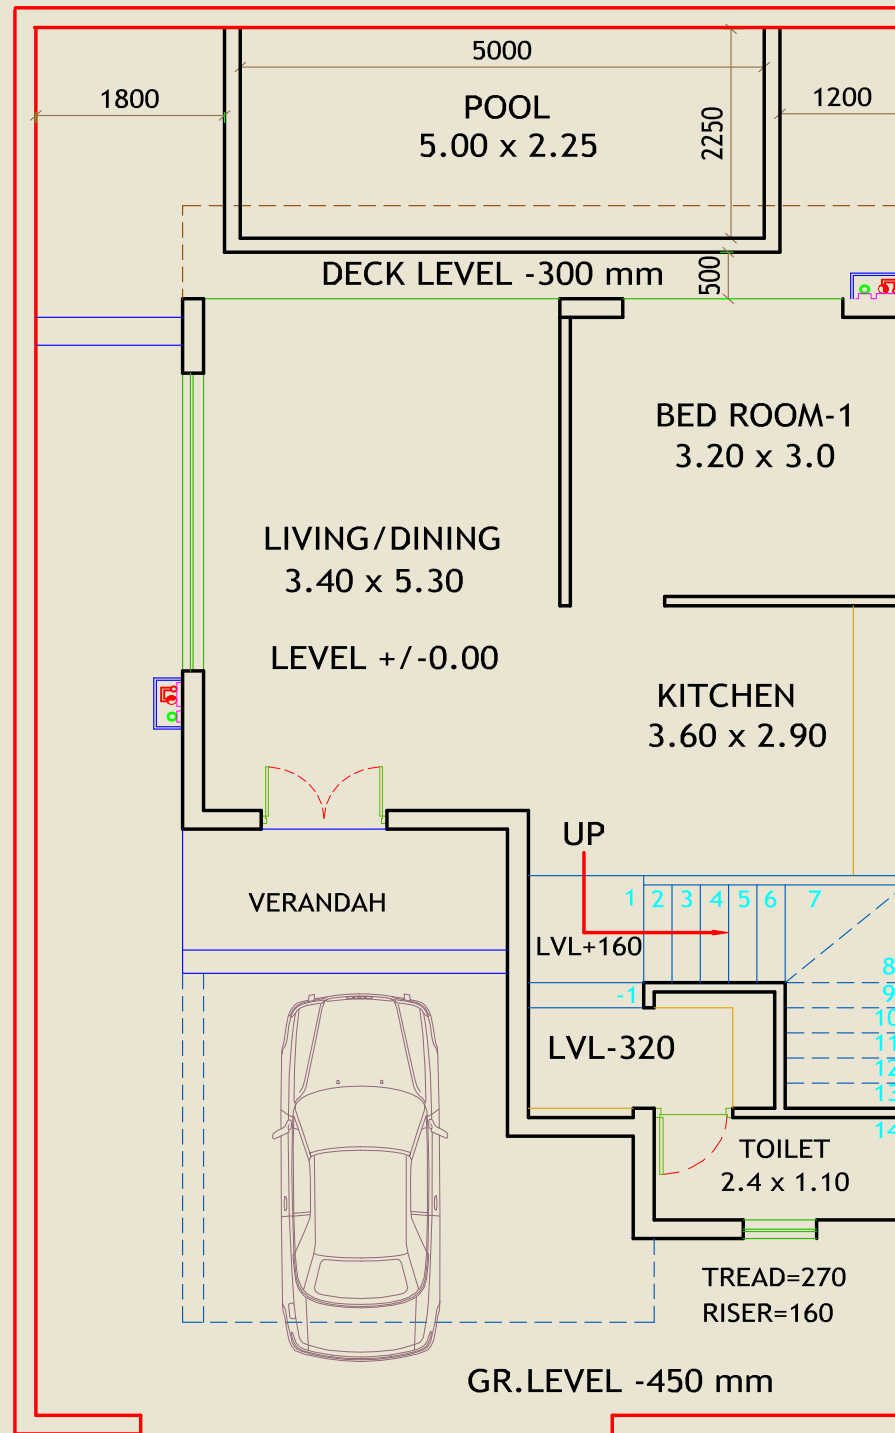 5000
1800
1200
POOL
5.00 x 2.25
2250
DECK LEVEL -300 mm
500
BED ROOM-1
3.20 x 3.0
LIVING/DINING
3.40 x 5.30
LEVEL +/-0.00
KITCHEN
3.60 x 2.90
UP
VERANDAH
1 2 3 4 5 6 7
LVL+160
8
9
-1
10
LVL-320
11
12
13
14
TOILET
2.4 x 1.10
TREAD=270
RISER=160
GR.LEVEL -450 mm